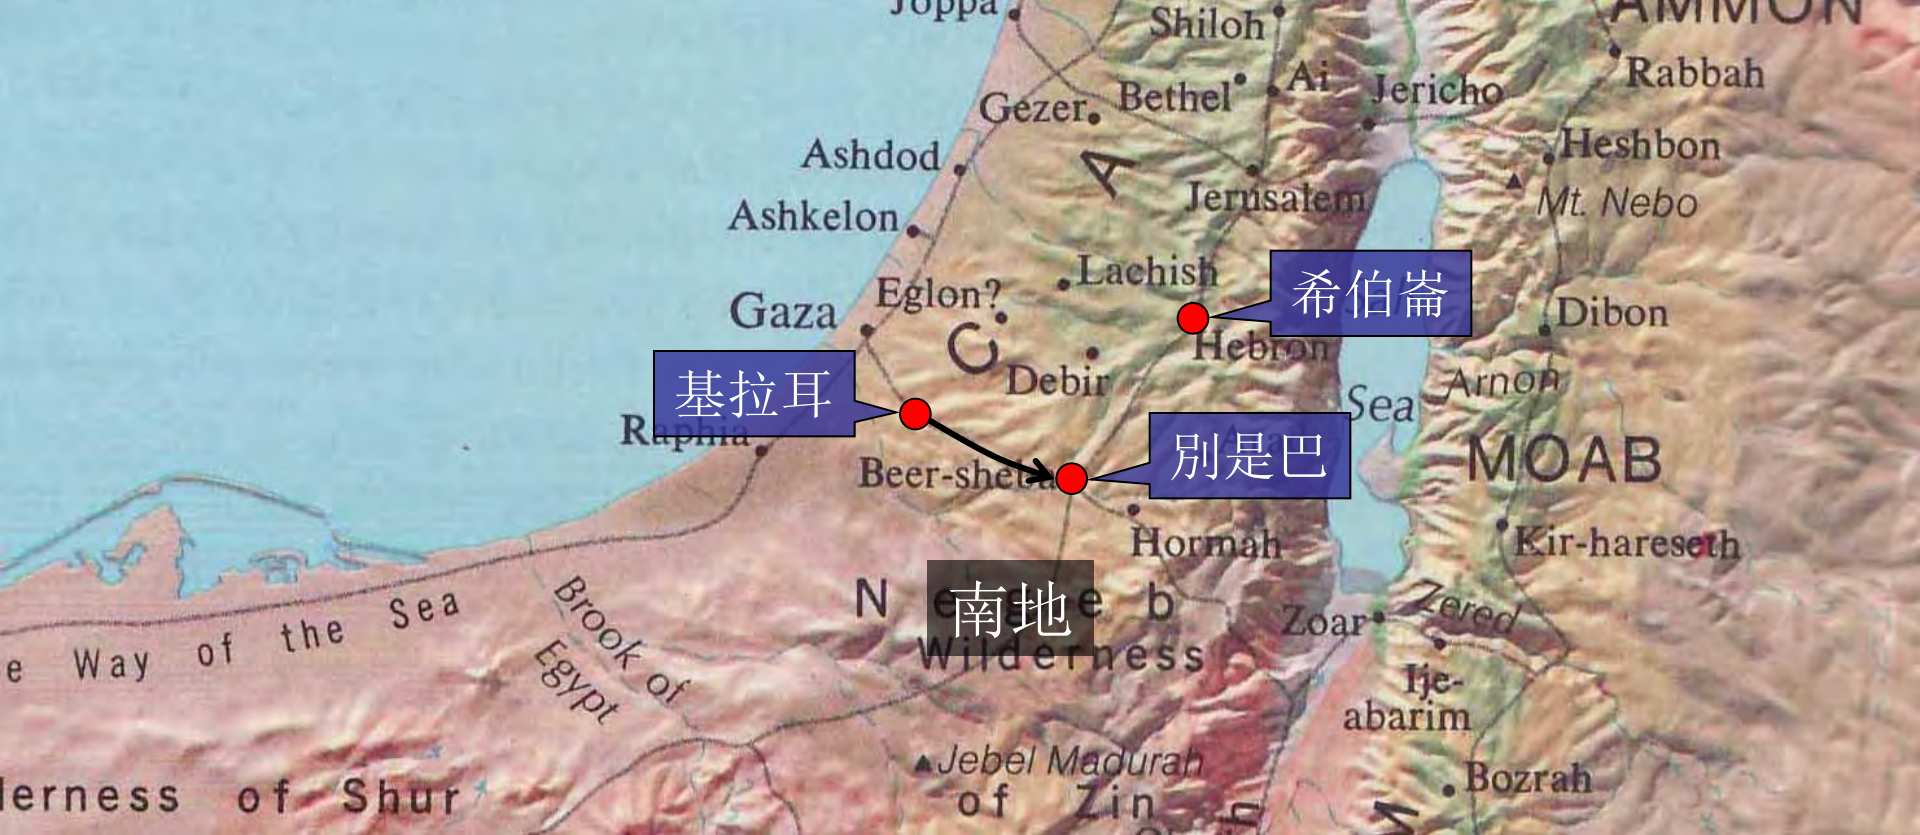 Joppa
Shiloh
AMMON
Rabbah
Ai
Jericho
Bethel
Gezer
Heshbon
Ashdod
A
Jerusalem
Mt. Nebo
Ashkelon
Lachish
希伯崙
Eglon?
Gaza
Dibon
C
Hebron
基拉耳
Debir
Arnon
Sea
Raphia
別是巴
MOAB
Beer-sheba
Hormah
Kir-hareseth
Negeb
南地
Wilderness
Zoar
Zered
e Way of the Sea
Brook of
Egypt
Ije-
abarim
Jebel Madurah
Bozrah
derness of Shur
of Zin